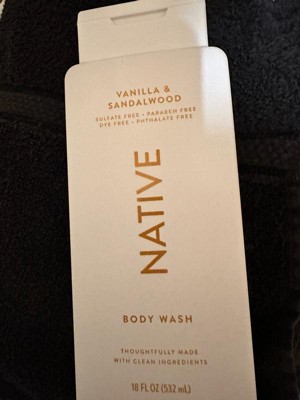 VANILLA &
SANDALWOOD
SULFATE FREE • PARABEN FREE
DYE FREE • PHTHALATE FREE
NATIVE
BODY WASH
THOUGHTFULLY MADE
WITH CLEAN INGREDIENTS
18 FL OZ (532 mL)